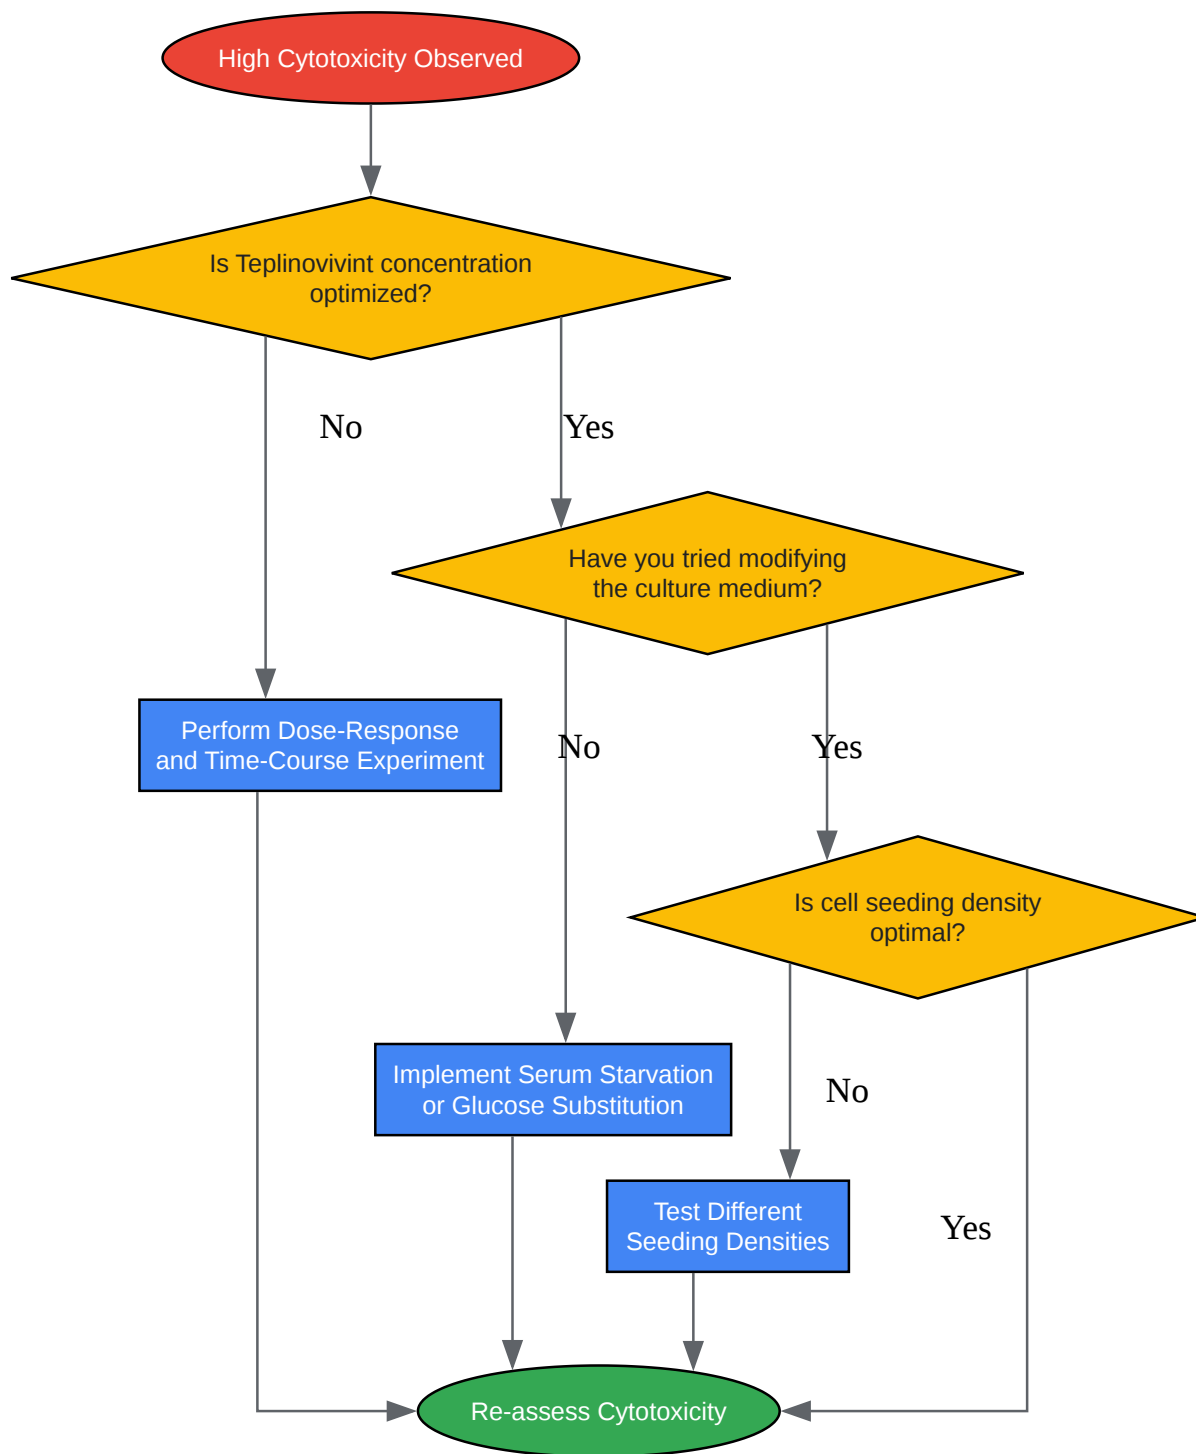 High Cytotoxicity Observed
Is Teplinovivint concentration
optimized?
No
Yes
Have you tried modifying
the culture medium?
Perform Dose-Response
and Time-Course Experiment
No
Yes
Is cell seeding density
optimal?
Implement Serum Starvation
or Glucose Substitution
No
Test Different
Seeding Densities
Yes
Re-assess Cytotoxicity